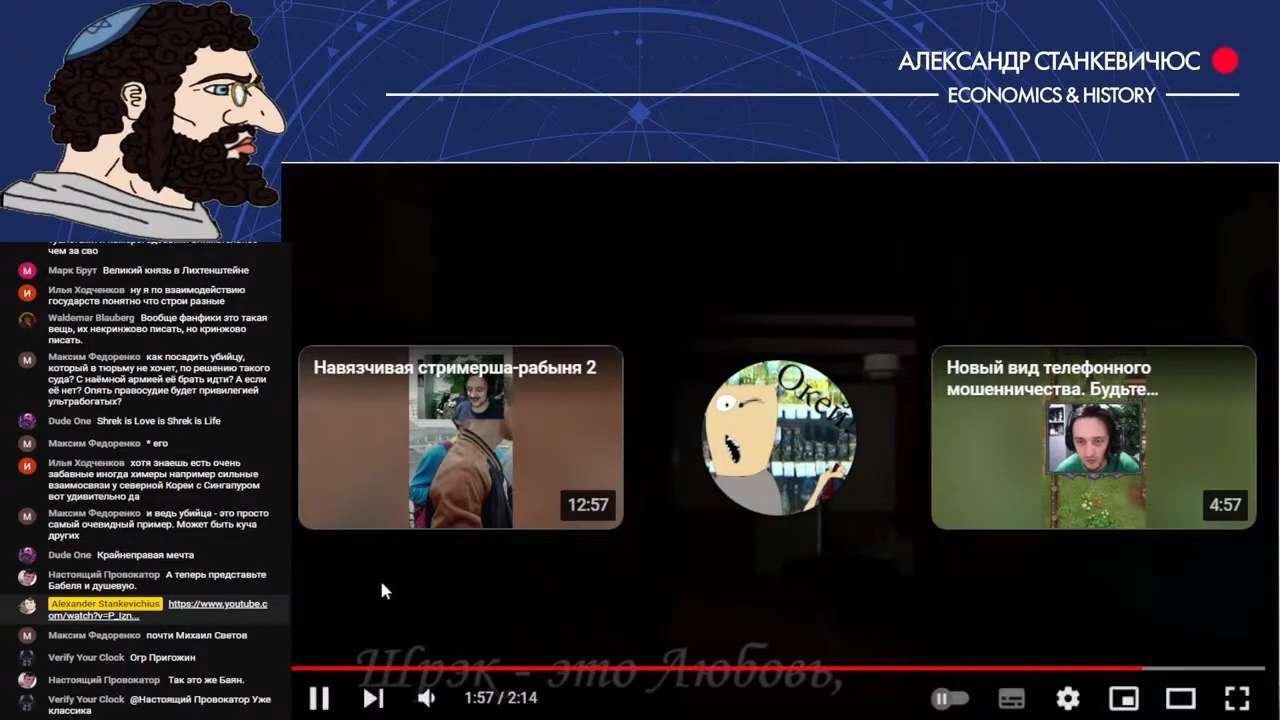 АЛЕКСАНДР СТАНКЕВИЧЮС
ECONOMICS & HISTORY
чем за сво
Марк Брут Великий князь в Лихтенштейне
Илья Ходченков ну я по взаимодействию
государств понятно что строи разные
Waldemar Blauberg Вообще фанфики это такая
вещь, их некринжово писать, но кринжово
писать.
Максим Федоренко как посадить убийцу,
который в тюрьму не хочет, по решению такого
суда? С наёмной армией её брать идти? А если
её нет? Опять правосудие будет привилегией
ультрабогатых?
Dude One Shrek is Love is Shrek is Life
Максим Федоренко * его
Илья Ходченков хотя знаешь есть очень
забавные иногда химеры например сильные
взаимосвязи у северной Кореи с Сингапуром
вот удивительно да
Максим Федоренко и ведь убийца - это просто
самый очевидный пример. Может быть куча
других
Dude One Крайнеправая мечта
Настоящий Провокатор А теперь представьте
Бабеля и душевую.
Alexander Stankevichius https://www.youtube.c
om/watch?v=P_Izn...
Максим Федоренко почти Михаил Светов
Verify Your Clock Огр Пригожин
Настоящий Провокатор Так это же Баян.
Verify Your Clock @Настоящий Провокатор Уже
классика
Навязчивая стримерша-рабыня 2
12:57
Окей
Новый вид телефонного
мошенничества. Будьте...
4:57
Шрэк - это Любовь,
1:57 / 2:14